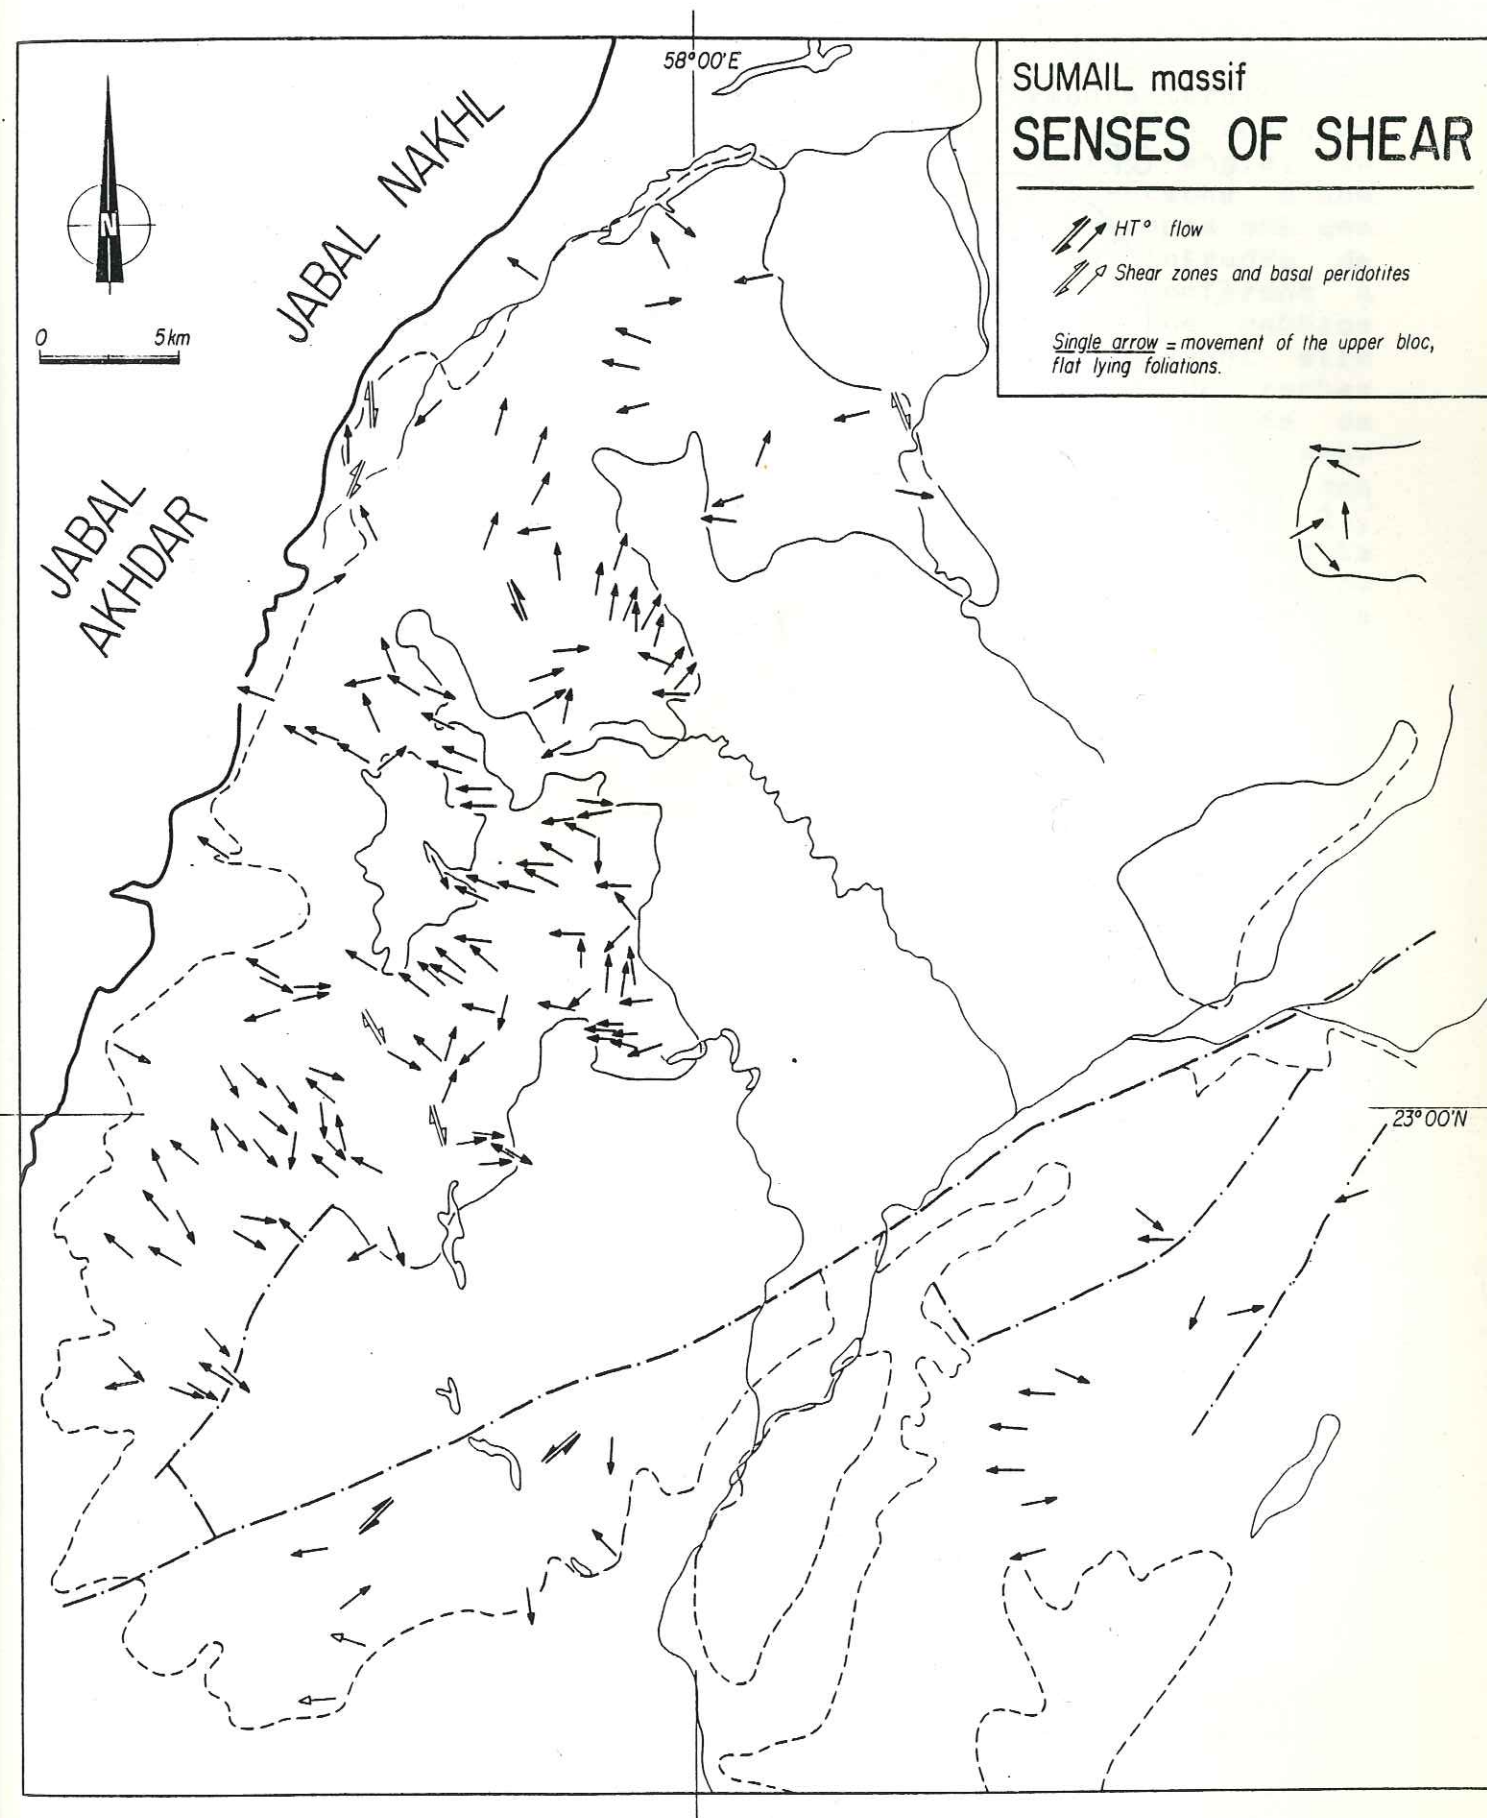 58°00'E
SUMAIL massif
SENSES OF SHEAR
HT° flow
Shear zones and basal peridotites
Single arrow = movement of the upper bloc,
flat lying foliations.
N
0 5km
JABAL NAKHL
JABAL
AKHDAR
23°00'N